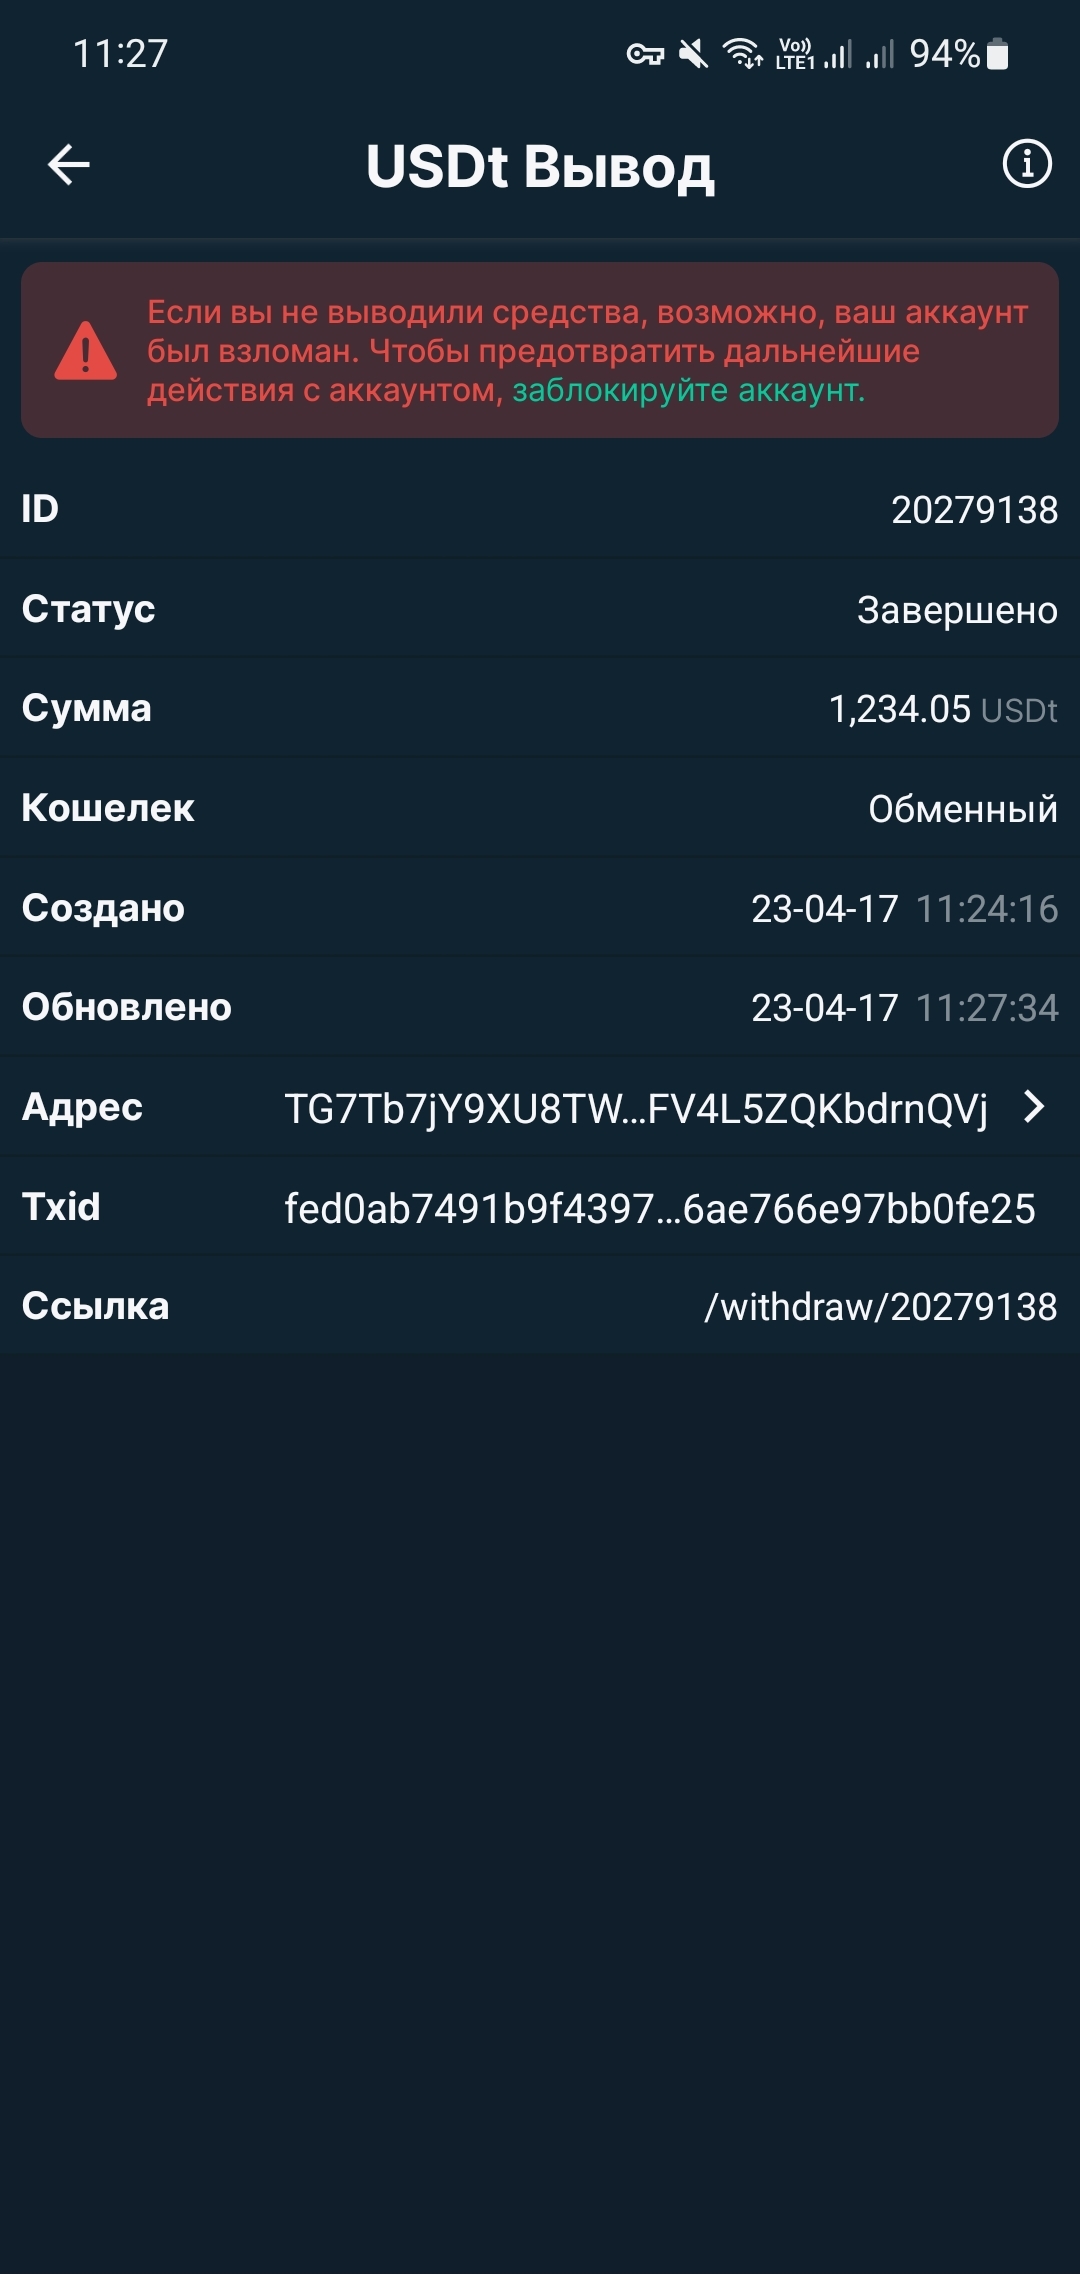 11:27 Vo)) LTE1 94%
USDt Вывод
Если вы не выводили средства, возможно, ваш аккаунт
был взломан. Чтобы предотвратить дальнейшие
действия с аккаунтом, заблокируйте аккаунт.
ID 20279138
Статус Завершено
Сумма 1,234.05 USDt
Кошелек Обменный
Создано 23-04-17 11:24:16
Обновлено 23-04-17 11:27:34
Адрес TG7Tb7jY9XU8TW...FV4L5ZQKbdrnQVj
Txid fed0ab7491b9f4397...6ae766e97bb0fe25
Ссылка /withdraw/20279138